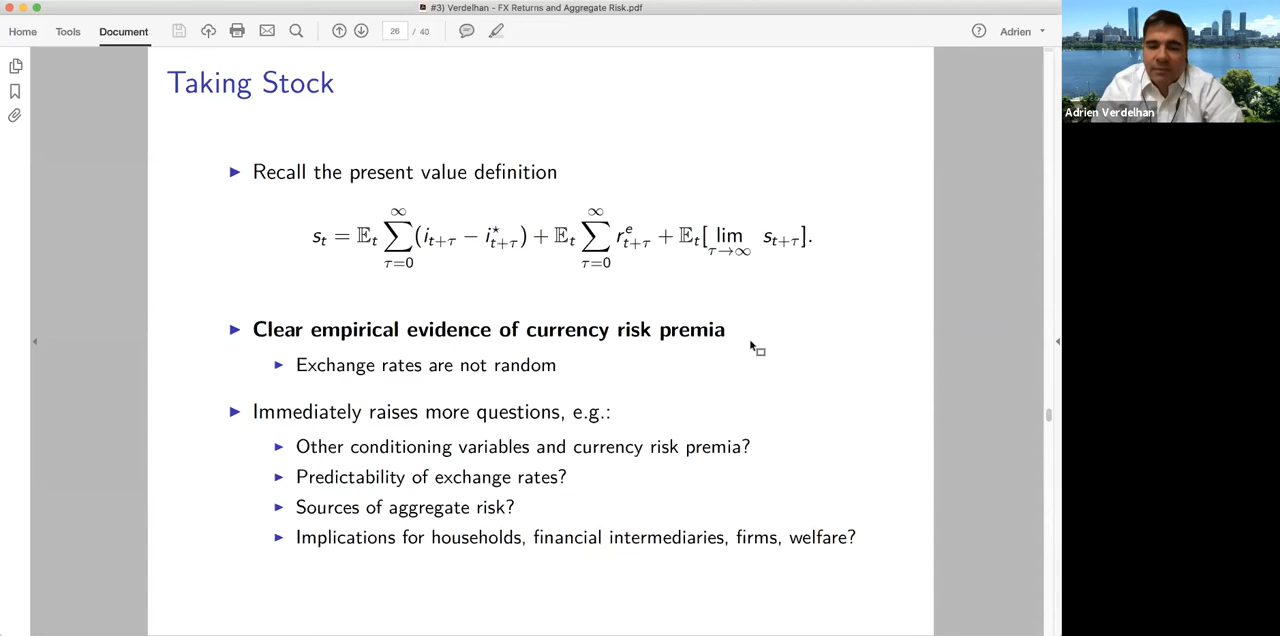 #3) Verdelhan - FX Returns and Aggregate Risk.pdf
Home Tools Document 26 / 40 Adrien
Taking Stock
► Recall the present value definition
s_t = 𝔼_t ∑_{τ=0}^{∞} (i_{t+τ} − i^⋆_{t+τ}) + 𝔼_t ∑_{τ=0}^{∞} r^e_{t+τ} + 𝔼_t[ lim_{τ→∞} s_{t+τ}].
► Clear empirical evidence of currency risk premia
► Exchange rates are not random
► Immediately raises more questions, e.g.:
► Other conditioning variables and currency risk premia?
► Predictability of exchange rates?
► Sources of aggregate risk?
► Implications for households, financial intermediaries, firms, welfare?
Adrien Verdelhan